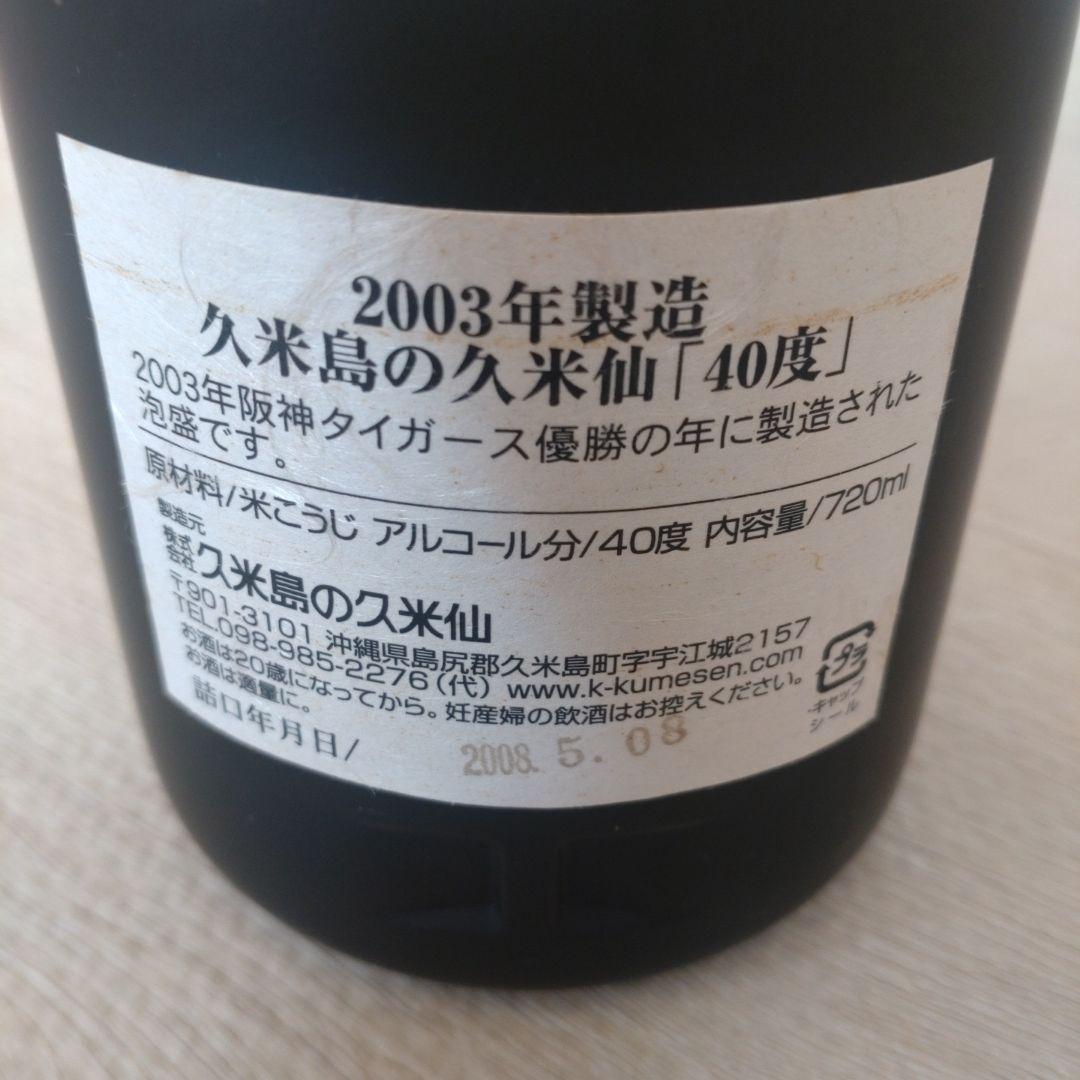 2003年製造
久米島の久米仙「40度」
2003年阪神タイガース優勝の年に製造された
泡盛です。
原材料/米こうじ アルコール分/40度 内容量/720ml
製造元
株式会社久米島の久米仙
〒901-3101 沖縄県島尻郡久米島町字宇江城2157
TEL.098-985-2276(代) www.k-kumesen.com
お酒は20歳になってから。妊産婦の飲酒はお控えください。
お酒は適量に。
詰口年月日/ 2008. 5. 08
プラ
キャップ
シール